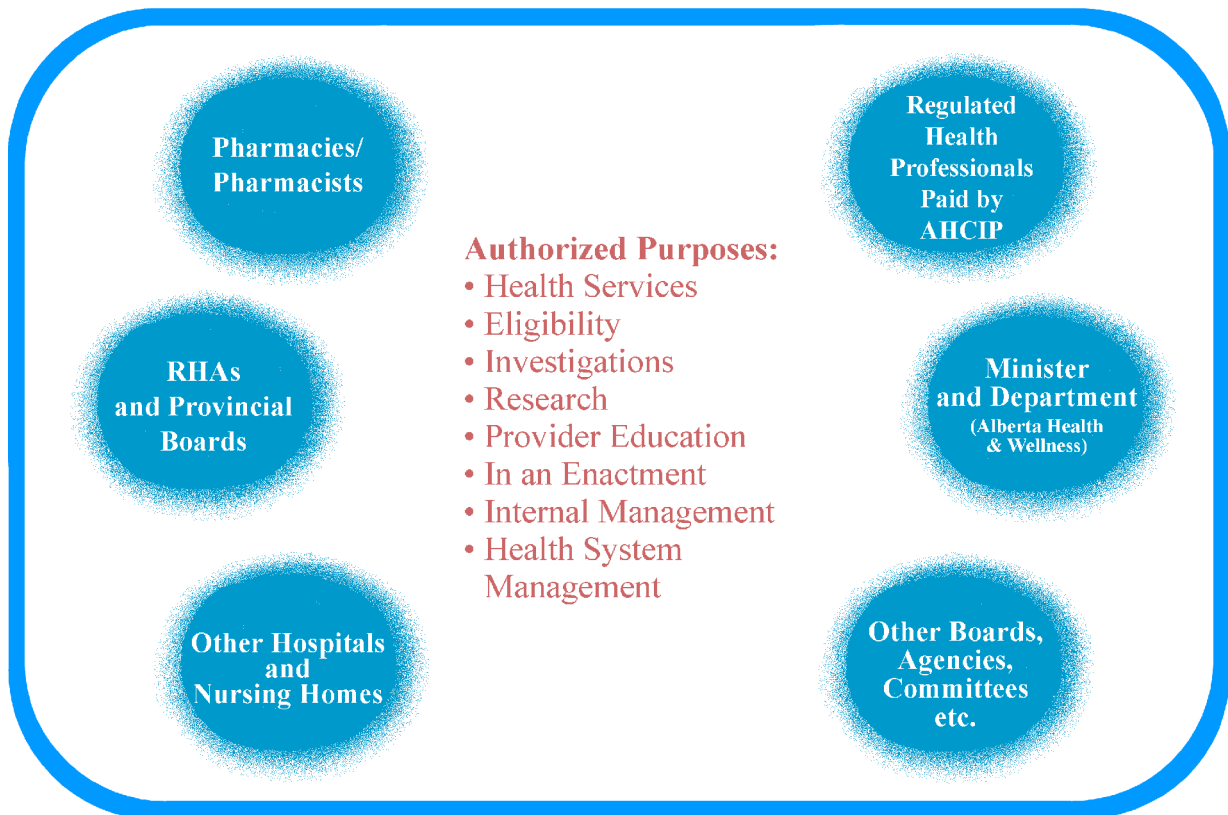 Pharmacies/
Pharmacists
Regulated
Health
Professionals
Paid by
AHCIP
Authorized Purposes:
• Health Services
• Eligibility
• Investigations
• Research
• Provider Education
• In an Enactment
• Internal Management
• Health System
Management
RHAs
and Provincial
Boards
Minister
and Department
(Alberta Health
& Wellness)
Other Hospitals
and
Nursing Homes
Other Boards,
Agencies,
Committees
etc.